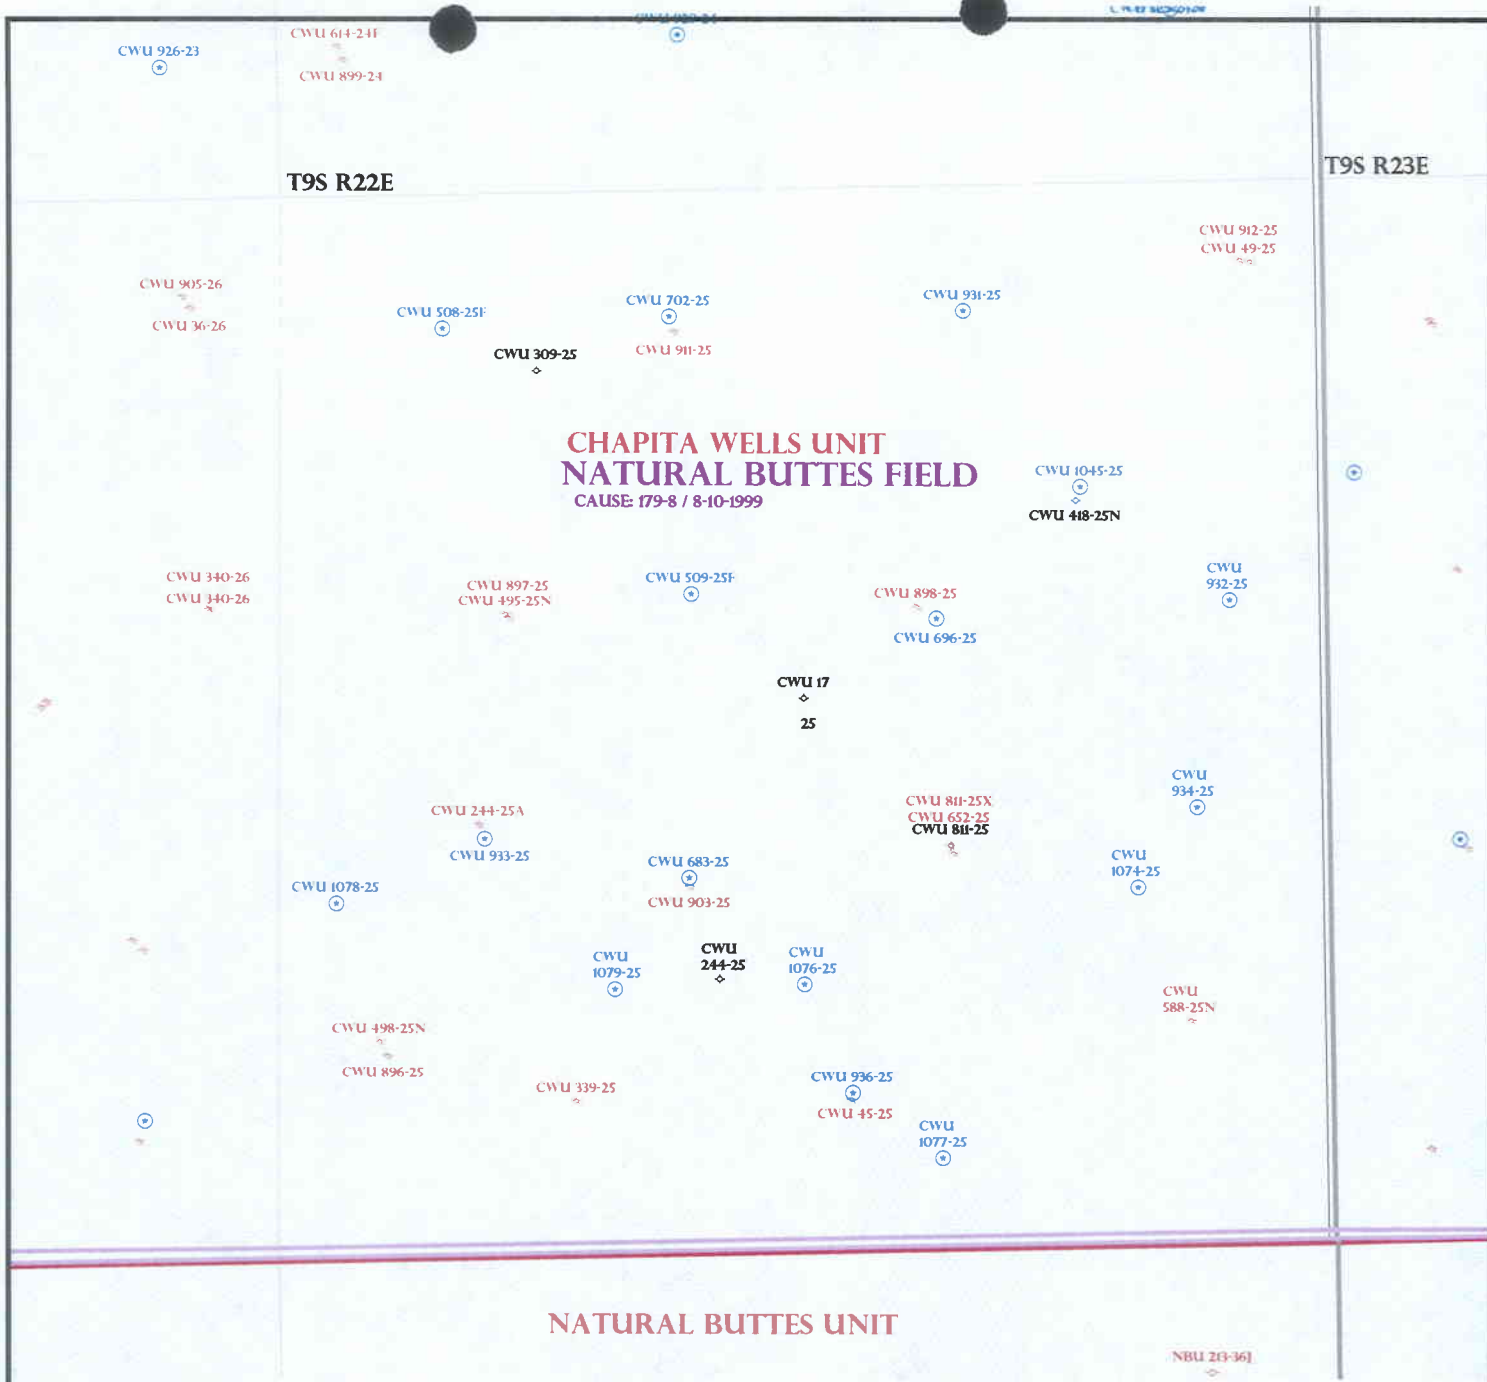 CWU 926-23
CWU 614-24F
CWU 899-24
T9S R22E
T9S R23E
CWU 912-25
CWU 49-25
CWU 905-26
CWU 36-26
CWU 508-25F
CWU 702-25
CWU 931-25
CWU 309-25
CWU 911-25
CHAPITA WELLS UNIT
NATURAL BUTTES FIELD
CAUSE: 179-8 / 8-10-1999
CWU 1045-25
CWU 418-25N
CWU 340-26
CWU 340-26
CWU 897-25
CWU 495-25N
CWU 509-25F
CWU 898-25
CWU 696-25
CWU
932-25
CWU 17
25
CWU
934-25
CWU 244-25A
CWU 933-25
CWU 811-25X
CWU 652-25
CWU 811-25
CWU 683-25
CWU 903-25
CWU
1074-25
CWU 1078-25
CWU
1079-25
CWU
244-25
CWU
1076-25
CWU
588-25N
CWU 498-25N
CWU 896-25
CWU 339-25
CWU 936-25
CWU 45-25
CWU
1077-25
NATURAL BUTTES UNIT
NBU 213-36J